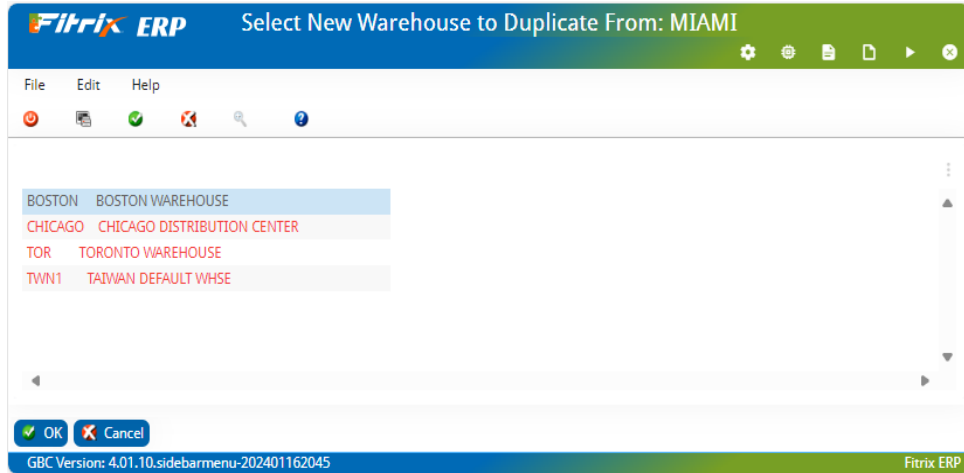 Fitrix ERP Select New Warehouse to Duplicate From: MIAMI
File Edit Help
BOSTON BOSTON WAREHOUSE
CHICAGO CHICAGO DISTRIBUTION CENTER
TOR TORONTO WAREHOUSE
TWN1 TAIWAN DEFAULT WHSE
OK Cancel
GBC Version: 4.01.10.sidebarmenu-202401162045 Fitrix ERP